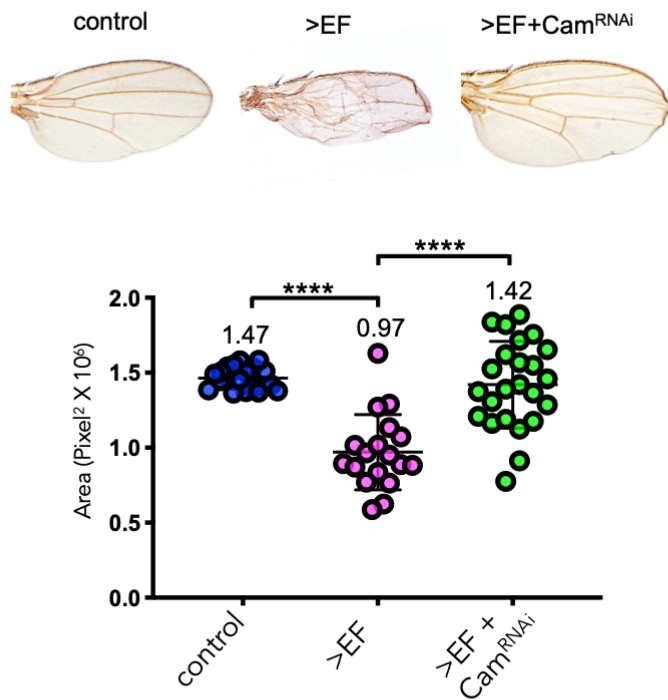 control >EF >EF+Cam^RNAi
****
****
1.42
2.0
1.47
0.97
1.5
1.0
0.5
0.0
Area (Pixel² X 10⁶)
control
>EF
>EF +
Cam^RNAi